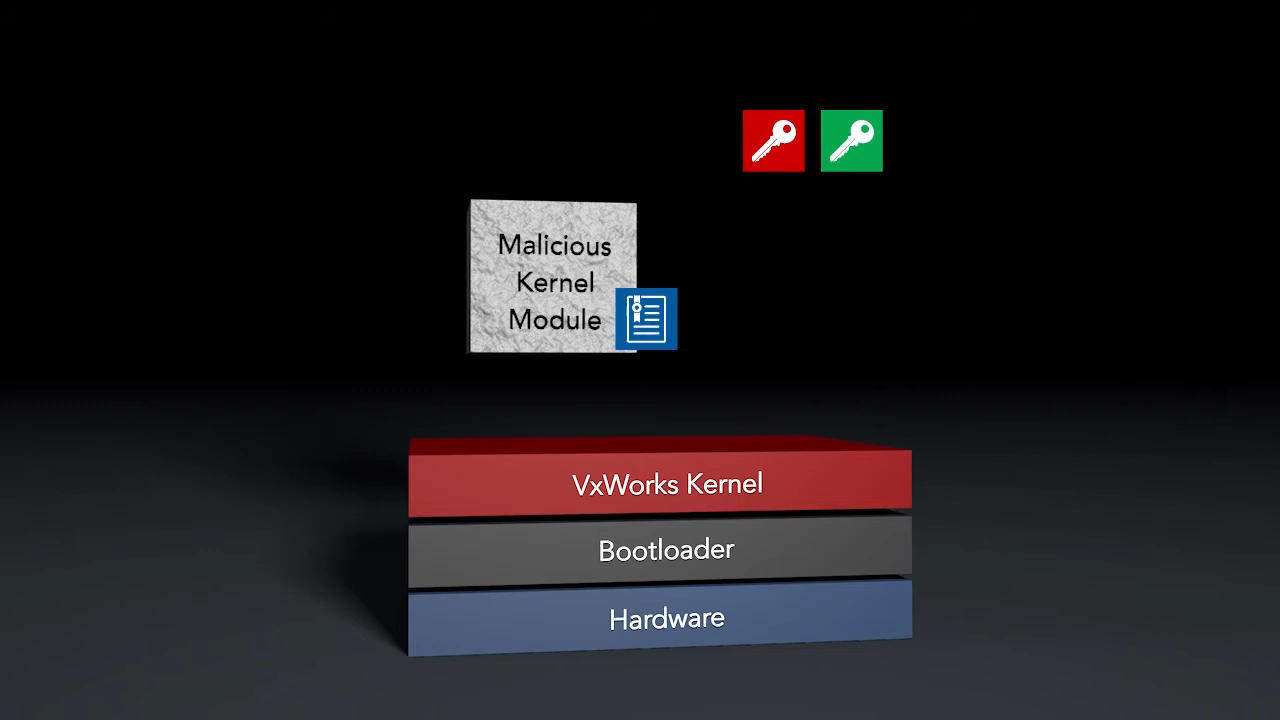 Malicious
Kernel
Module
VxWorks Kernel
Bootloader
Hardware